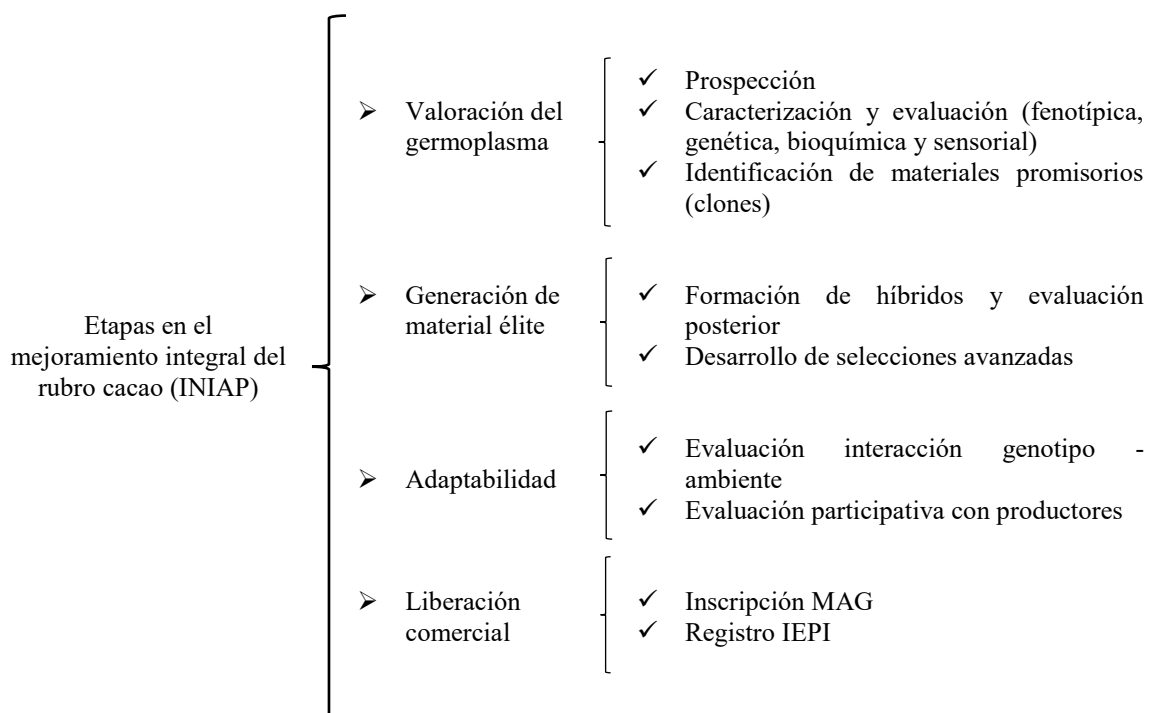 Etapas en el
mejoramiento integral del
rubro cacao (INIAP)
➢ Valoración del
germoplasma
✓ Prospección
✓ Caracterización y evaluación (fenotípica,
genética, bioquímica y sensorial)
✓ Identificación de materiales promisorios
(clones)
➢ Generación de
material élite
✓ Formación de híbridos y evaluación
posterior
✓ Desarrollo de selecciones avanzadas
➢ Adaptabilidad
✓ Evaluación interacción genotipo -
ambiente
✓ Evaluación participativa con productores
➢ Liberación
comercial
✓ Inscripción MAG
✓ Registro IEPI